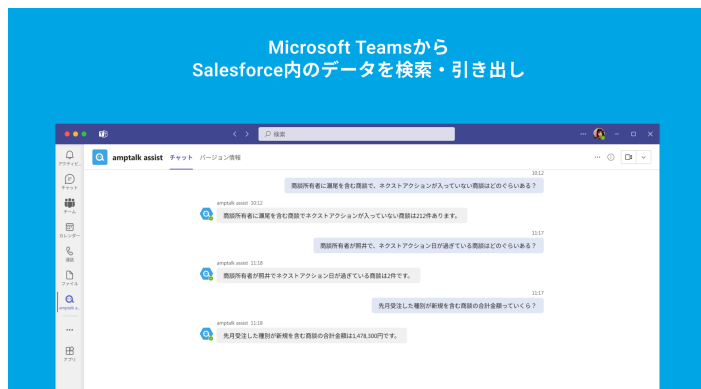 Microsoft Teamsから
Salesforce内のデータを検索・引き出し
検索
amptalk assist チャット バージョン情報
アクティビ...
チャット
チーム
カレンダー
通話
ファイル
amptalk a...
アプリ
10:12
商談所有者に瀬尾を含む商談で、ネクストアクションが入っていない商談はどのぐらいある？
amptalk assist 10:12
商談所有者に瀬尾を含む商談でネクストアクションが入っていない商談は212件あります。
11:17
商談所有者が照井で、ネクストアクション日が過ぎている商談はどのぐらいある？
amptalk assist 11:18
商談所有者が照井でネクストアクション日が過ぎている商談は2件です。
11:17
先月受注した種別が新規を含む商談の合計金額っていくら？
amptalk assist 11:18
先月受注した種別が新規を含む商談の合計金額は1,478,300円です。